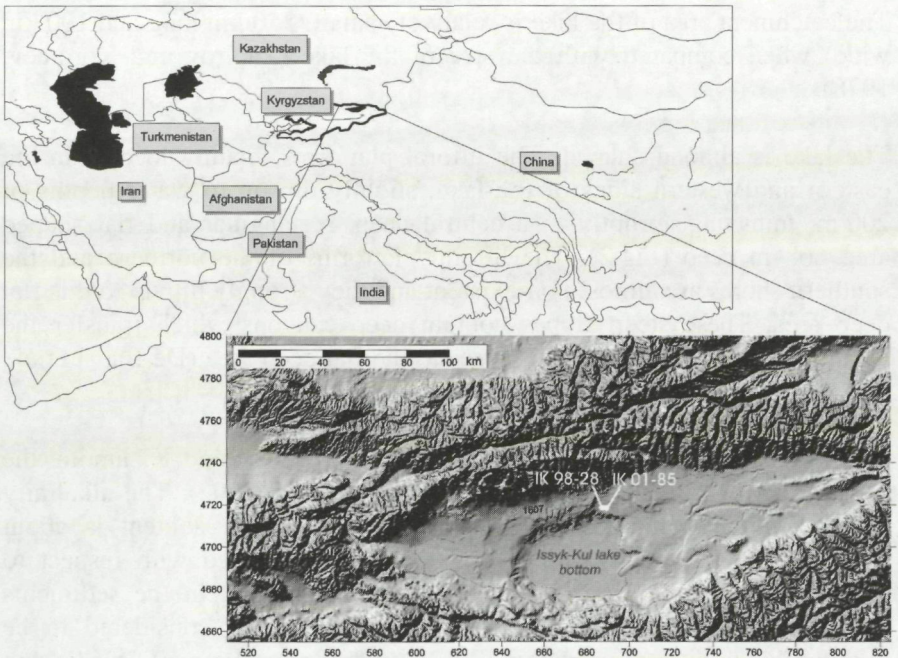 Kazakhstan
Kyrgyzstan
Turkmenistan
China
Iran
Afghanistan
Pakistan
India
4800
4780
4760
4740
4720
4700
4680
4660
0 20 40 60 80 100 km
IK 98-28 IK 01-85
1607
Issyk-Kul lake
bottom
520 540 560 580 600 620 640 660 680 700 720 740 760 780 800 820